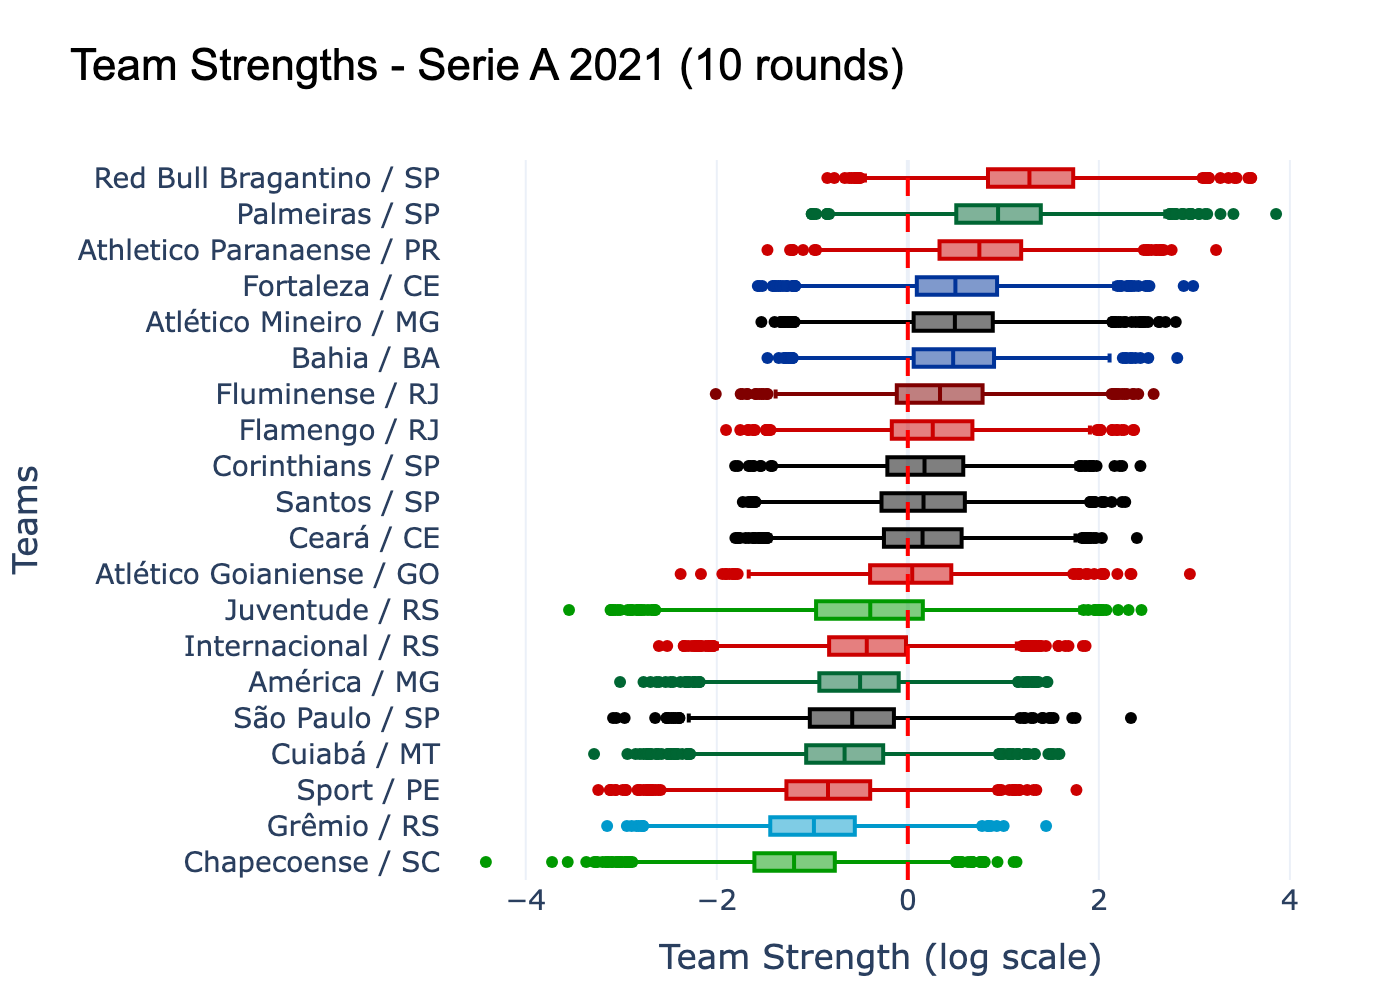 Team Strengths - Serie A 2021 (10 rounds)
Red Bull Bragantino / SP
Palmeiras / SP
Athletico Paranaense / PR
Fortaleza / CE
Atlético Mineiro / MG
Bahia / BA
Fluminense / RJ
Flamengo / RJ
Corinthians / SP
Santos / SP
Ceará / CE
Atlético Goianiense / GO
Juventude / RS
Internacional / RS
América / MG
São Paulo / SP
Cuiabá / MT
Sport / PE
Grêmio / RS
Chapecoense / SC
Teams
−4 −2 0 2 4
Team Strength (log scale)